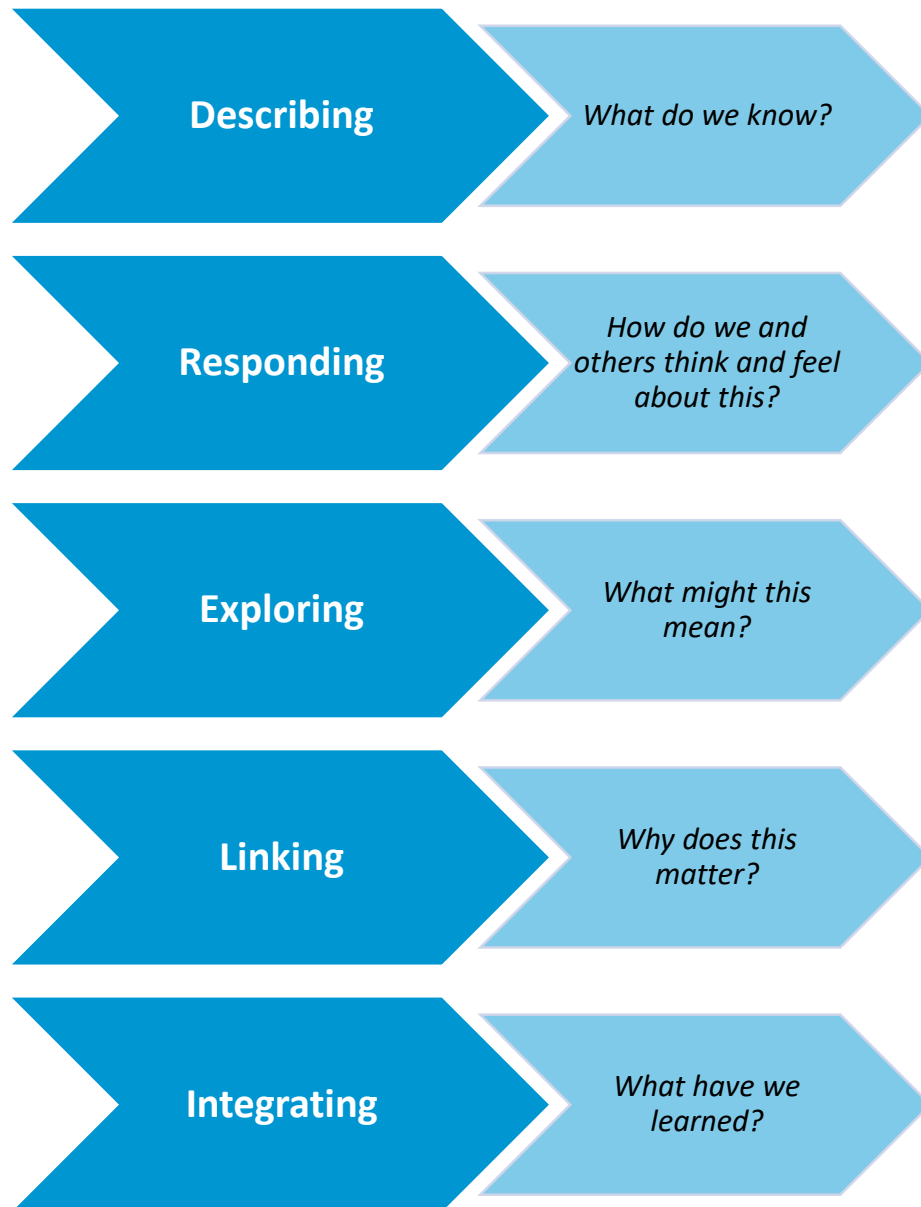 Describing
What do we know?
Responding
How do we and
others think and feel
about this?
Exploring
What might this
mean?
Linking
Why does this
matter?
Integrating
What have we
learned?